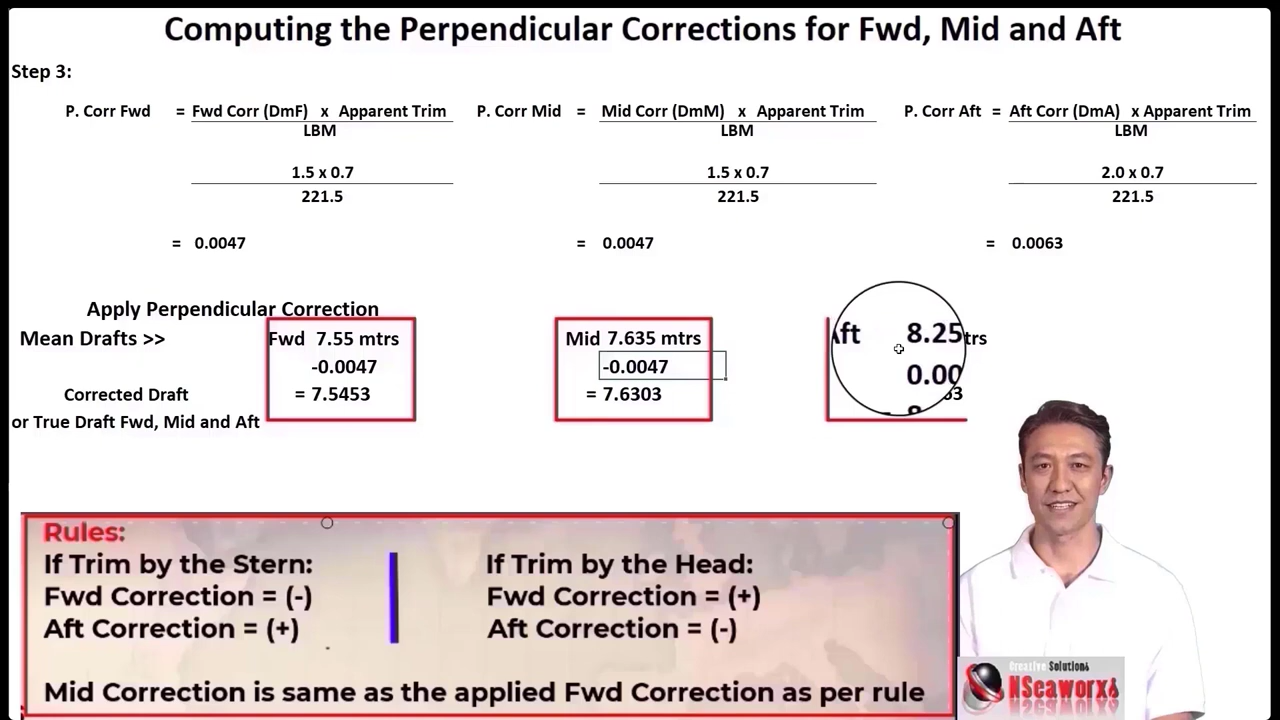 Computing the Perpendicular Corrections for Fwd, Mid and Aft
Step 3:
P. Corr Fwd = Fwd Corr (DmF) x Apparent Trim P. Corr Mid = Mid Corr (DmM) x Apparent Trim P. Corr Aft = Aft Corr (DmA) x Apparent Trim
LBM LBM LBM
1.5 x 0.7 1.5 x 0.7 2.0 x 0.7
221.5 221.5 221.5
= 0.0047 = 0.0047 = 0.0063
Apply Perpendicular Correction
Mean Drafts >> Fwd 7.55 mtrs Mid 7.635 mtrs 8.25 trs
-0.0047 -0.0047 0.00
Corrected Draft = 7.5453 = 7.6303
or True Draft Fwd, Mid and Aft
Rules:
If Trim by the Stern: If Trim by the Head:
Fwd Correction = (-) Fwd Correction = (+)
Aft Correction = (+) Aft Correction = (-)
Mid Correction is same as the applied Fwd Correction as per rule
Creative Solutions
NSeaworx